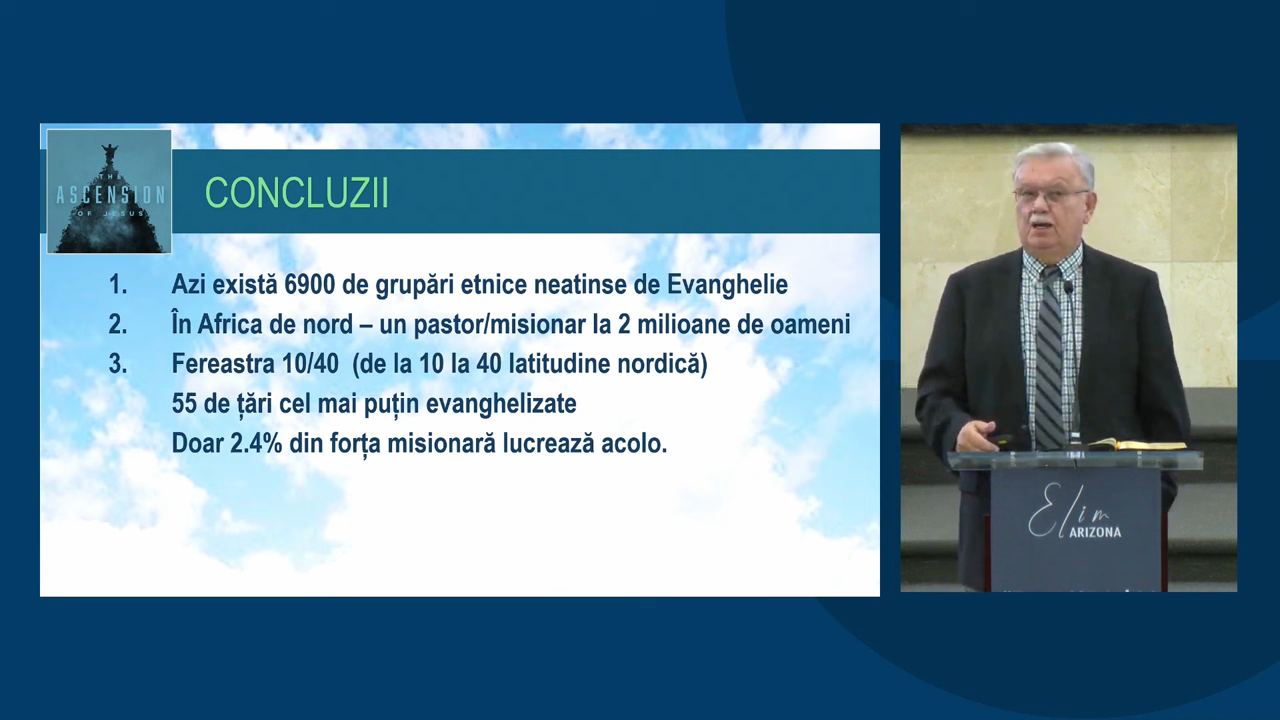 THE
ASCENSION
OF JESUS
CONCLUZII
1. Azi există 6900 de grupări etnice neatinse de Evanghelie
2. În Africa de nord – un pastor/misionar la 2 milioane de oameni
3. Fereastra 10/40 (de la 10 la 40 latitudine nordică)
55 de țări cel mai puțin evanghelizate
Doar 2.4% din forța misionară lucrează acolo.
Elim
ARIZONA